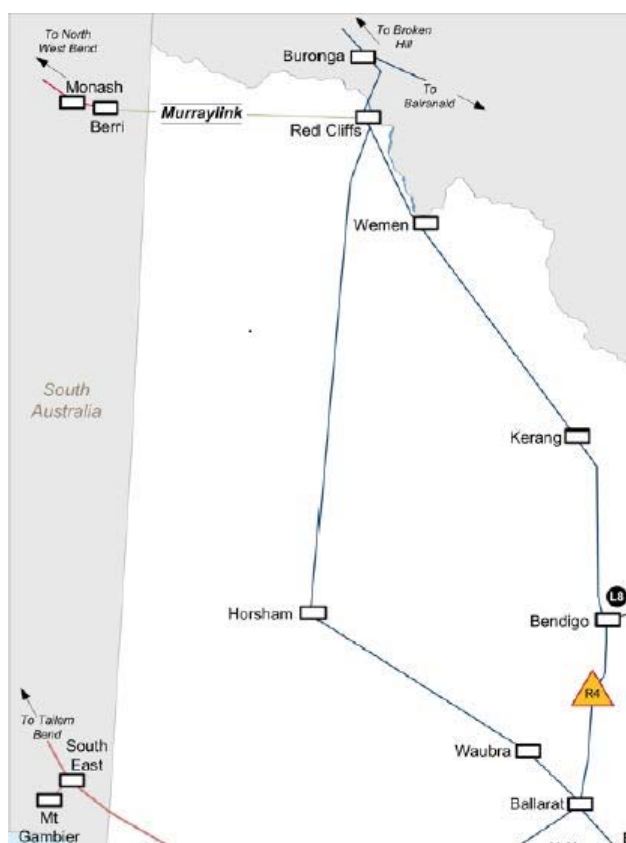 To Broken
Hill
To North
West Bend
Buronga
Monash
To
Balranald
Berri
Murraylink
Red Cliffs
Wemen
South
Australia
Kerang
Horsham
L8
Bendigo
R4
To Tailem
Bend
South
East
Waubra
Mt
Gambier
Ballarat